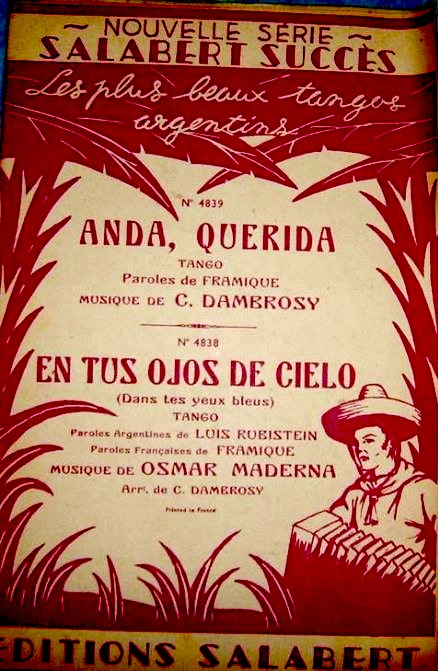 ~ NOUVELLE SÉRIE ~
SALABERT SUCCÈS
Les plus beaux tangos
argentins
N° 4839
ANDA, QUERIDA
TANGO
Paroles de FRAMIQUE
MUSIQUE DE C. DAMBROSY
N° 4838
EN TUS OJOS DE CIELO
(Dans tes yeux bleus)
TANGO
Paroles Argentines de LUIS RUBISTEIN
Paroles Françaises de FRAMIQUE
MUSIQUE DE OSMAR MADERNA
Arrt. de C. DAMBROSY
Printed in France
EDITIONS SALABERT